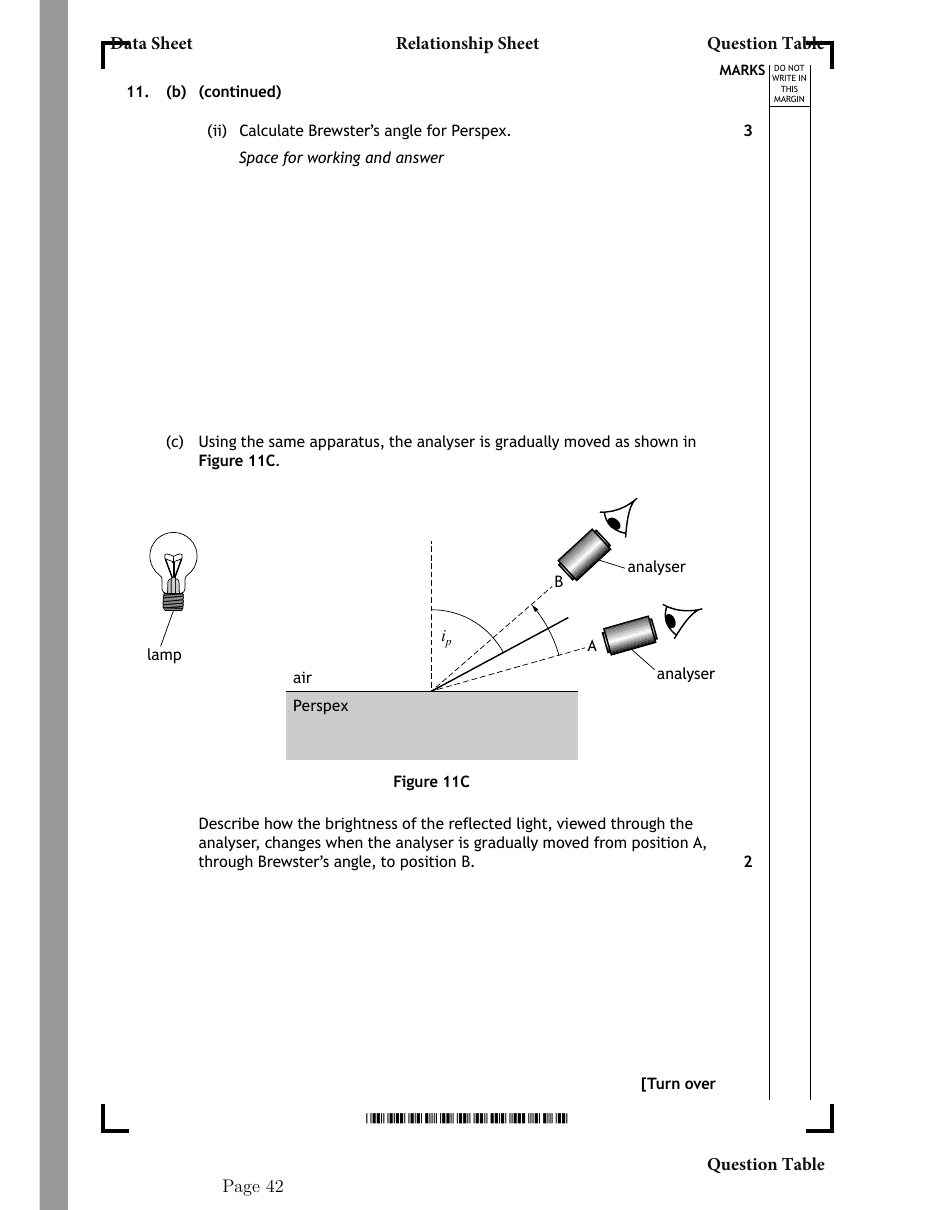 Data Sheet Relationship Sheet Question Table
MARKS
DO NOT
WRITE IN
THIS
MARGIN
11. (b) (continued)
(ii) Calculate Brewster’s angle for Perspex. 3
Space for working and answer
(c) Using the same apparatus, the analyser is gradually moved as shown in
Figure 11C.
analyser
B
i_p
A
lamp
analyser
air
Perspex
Figure 11C
Describe how the brightness of the reflected light, viewed through the
analyser, changes when the analyser is gradually moved from position A,
through Brewster’s angle, to position B. 2
[Turn over
Question Table
Page 42